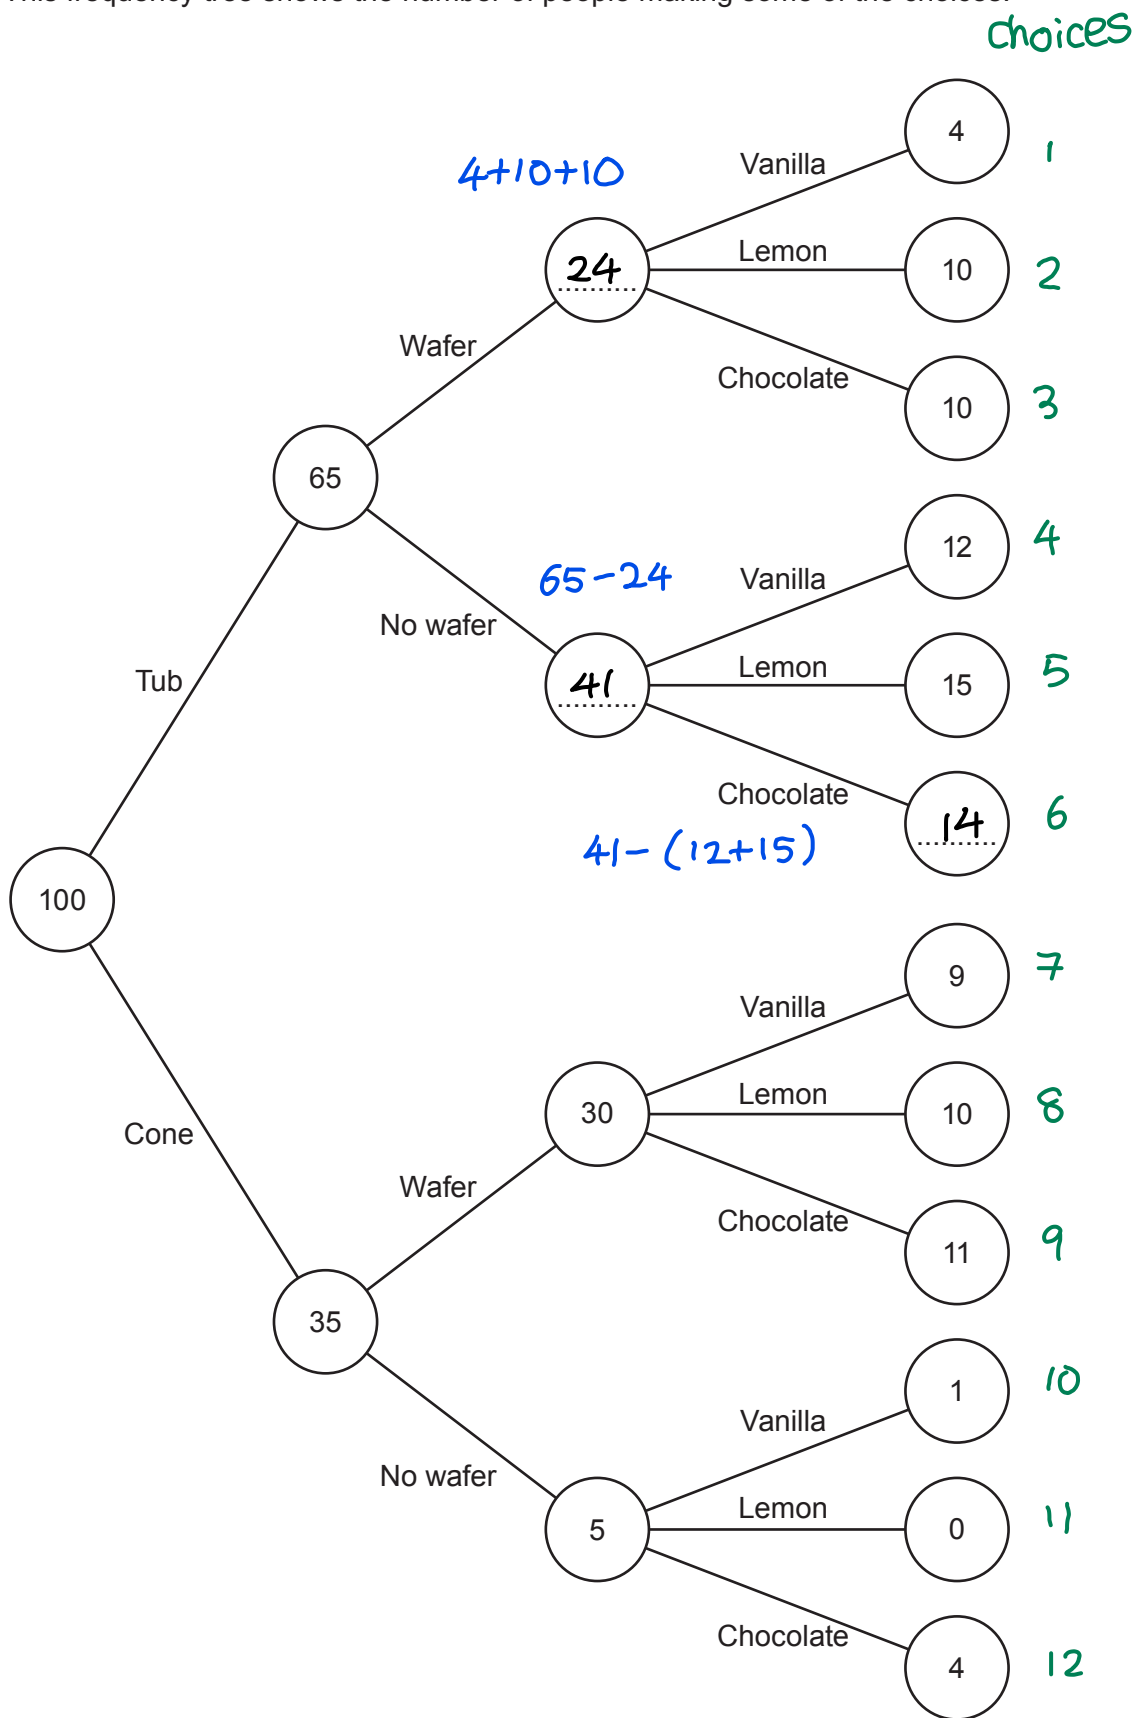 This frequency tree shows the number of people making some of the choices.
choices
4
1
Vanilla
4+10+10
Lemon
24
10
2
Wafer
Chocolate
10
3
65
12
4
Vanilla
65-24
No wafer
Lemon
41
15
5
Tub
Chocolate
14
6
41-(12+15)
100
9
7
Vanilla
Lemon
30
10
8
Cone
Wafer
Chocolate
11
9
35
1
10
Vanilla
No wafer
Lemon
5
0
11
Chocolate
4
12